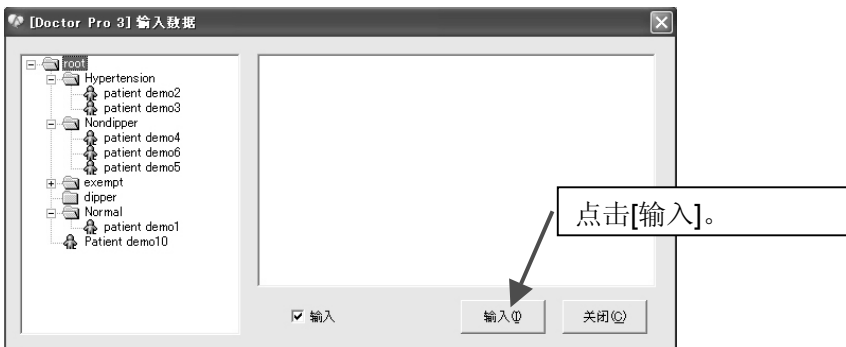 [Doctor Pro 3] 输入数据
root
Hypertension
patient demo2
patient demo3
Nondipper
patient demo4
patient demo6
patient demo5
exempt
dipper
Normal
patient demo1
Patient demo10
点击[输入]。
输入
输入(I)
关闭(C)